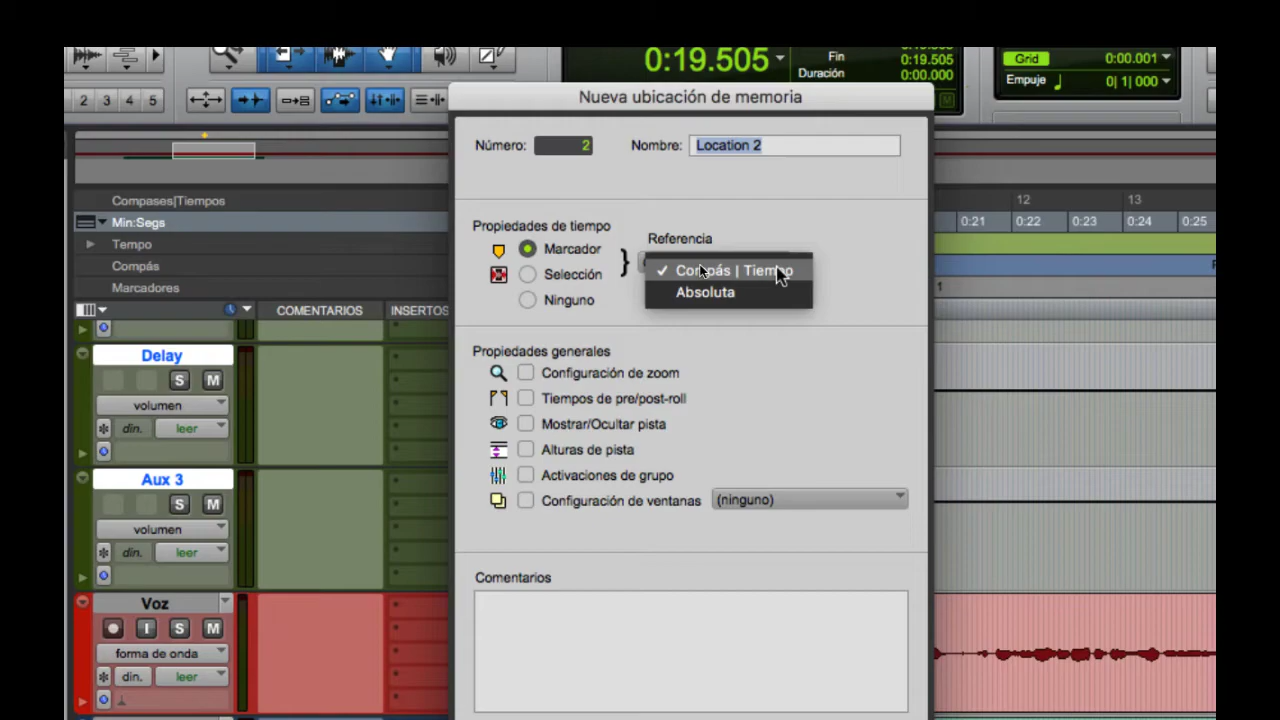 0:19.505
Fin
0:19.505
Duración
0:00.000
Grid
0:00.001
Empuje
0| 1| 000
2 3 4 5
Nueva ubicación de memoria
Número: 2
Nombre: Location 2
Compases|Tiempos
Min:Segs
Tempo
Compás
Marcadores
12 13
0:21 0:22 0:23 0:24 0:25
1
Propiedades de tiempo
Marcador
Selección
Ninguno
Referencia
✓ Compás | Tiempo
Absoluta
COMENTARIOS
INSERTOS
Delay
S M
volumen
din. leer
Aux 3
S M
volumen
din. leer
Voz
I S M
forma de onda
din. leer
Propiedades generales
Configuración de zoom
Tiempos de pre/post-roll
Mostrar/Ocultar pista
Alturas de pista
Activaciones de grupo
Configuración de ventanas (ninguno)
Comentarios